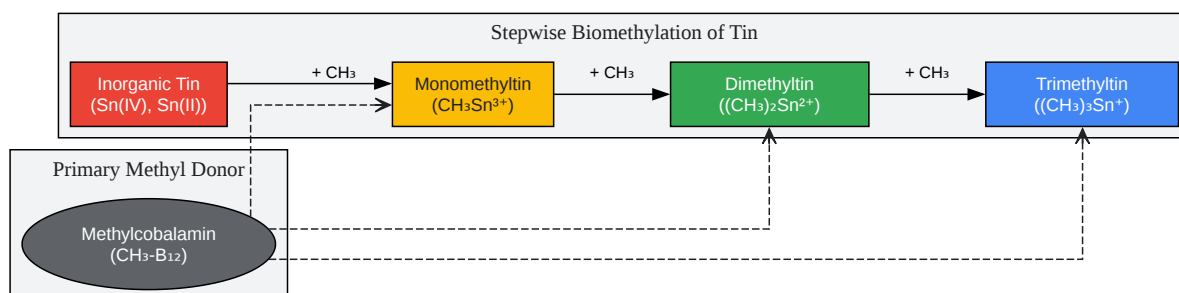 Stepwise Biomethylation of Tin
Inorganic Tin
(Sn(IV), Sn(II))
+ CH₃
Monomethyltin
(CH₃Sn³⁺)
+ CH₃
Dimethyltin
((CH₃)₂Sn²⁺)
+ CH₃
Trimethyltin
((CH₃)₃Sn⁺)
Primary Methyl Donor
Methylcobalamin
(CH₃-B₁₂)